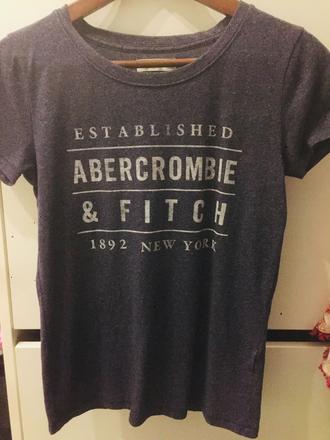 ESTABLISHED
ABERCROMBIE
& FITCH
1892 NEW YORK